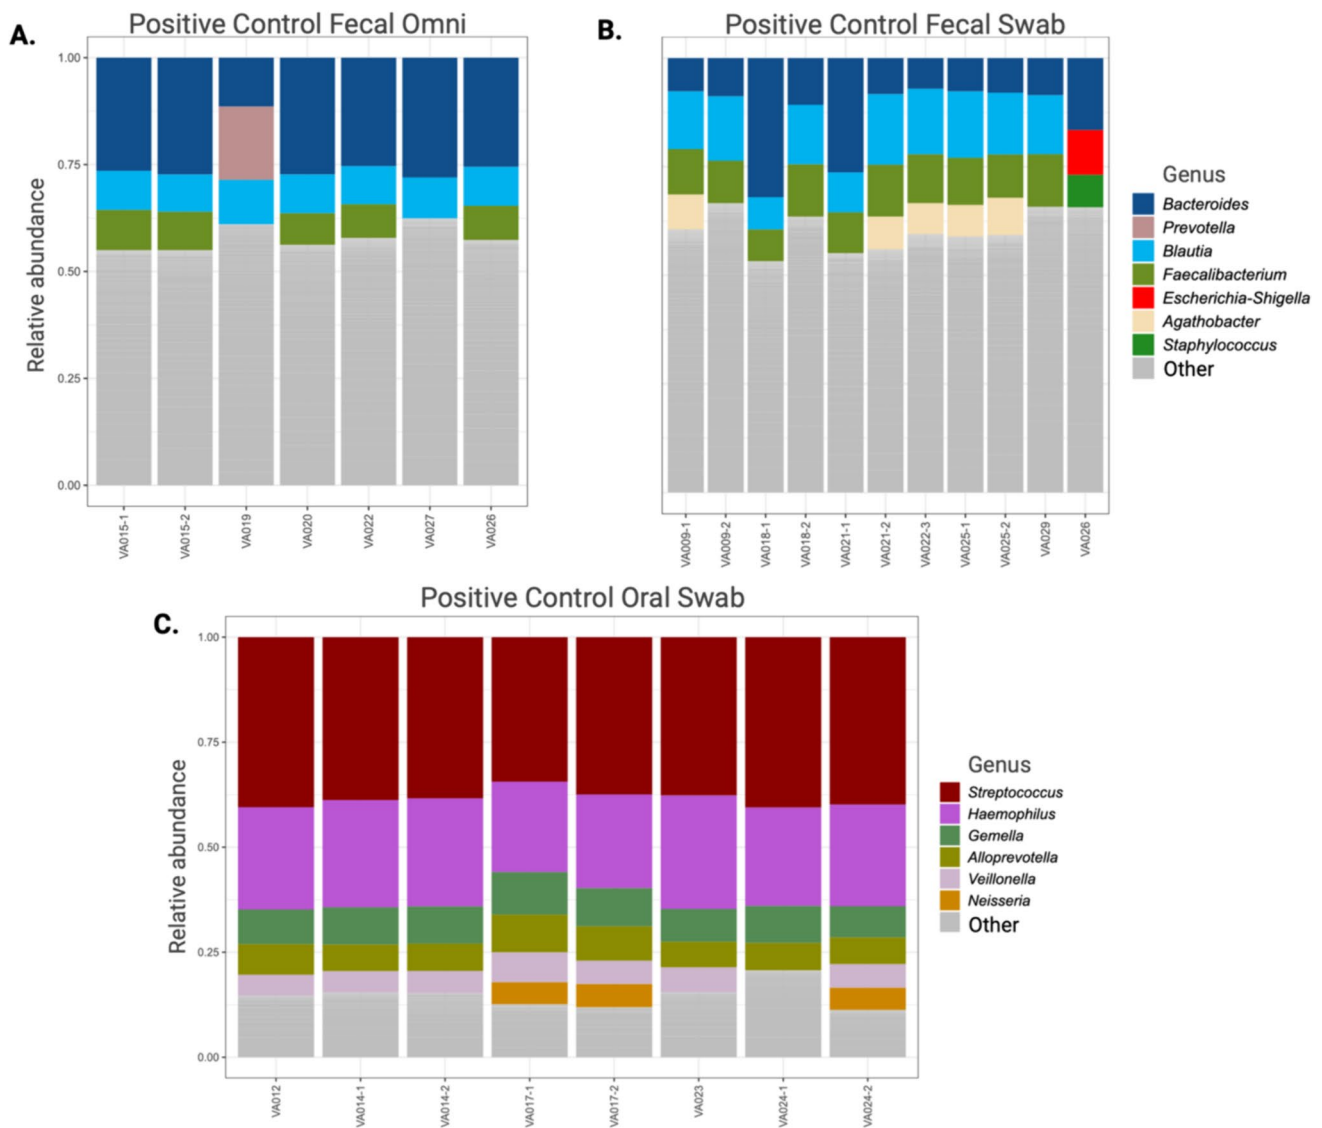 A.
Positive Control Fecal Omni
Relative abundance
1.00
0.75
0.50
0.25
0.00
VA015-1
VA015-2
VA019
VA020
VA022
VA027
VA026
B.
Positive Control Fecal Swab
VA009-1
VA009-2
VA018-1
VA018-2
VA021-1
VA021-2
VA022-3
VA025-1
VA025-2
VA029
VA026
Genus
Bacteroides
Prevotella
Blautia
Faecalibacterium
Escherichia-Shigella
Agathobacter
Staphylococcus
Other
C.
Positive Control Oral Swab
Relative abundance
1.00
0.75
0.50
0.25
0.00
VA012
VA014-1
VA014-2
VA017-1
VA017-2
VA023
VA024-1
VA024-2
Genus
Streptococcus
Haemophilus
Gemella
Alloprevotella
Veillonella
Neisseria
Other